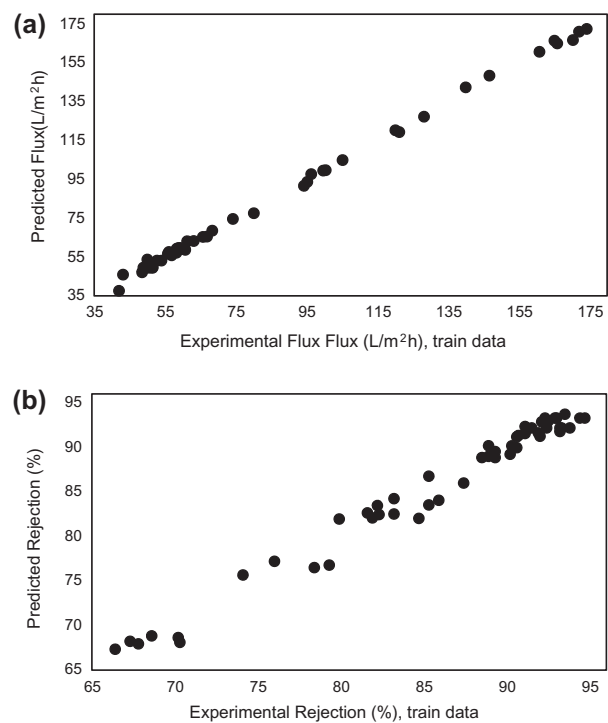 (a)
175
155
135
115
95
75
55
35
Predicted Flux(L/m²h)
35 55 75 95 115 135 155 175
Experimental Flux Flux (L/m²h), train data
(b)
95
90
85
80
75
70
65
Predicted Rejection (%)
65 70 75 80 85 90 95
Experimental Rejection (%), train data